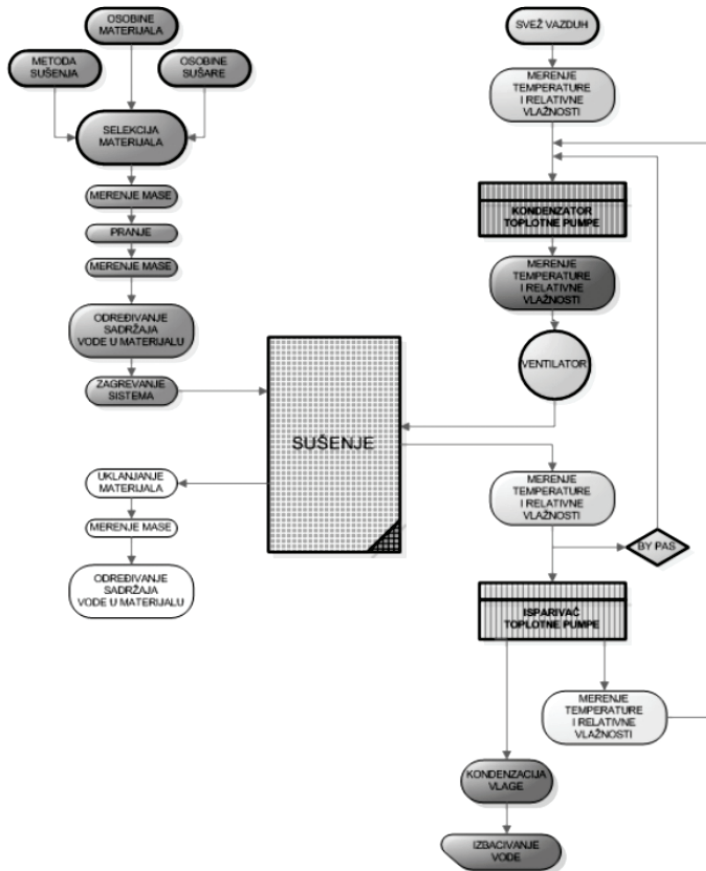 OSOBINE
MATERIJALA
METODA
SUŠENJA
OSOBINE
SUŠARE
SELEKCIJA
MATERIJALA
MERENJE MASE
PRANJE
MERENJE MASE
ODREĐIVANJE
SADRŽAJA
VODE U MATERIJALU
ZAGREVANJE
SISTEMA
SUŠENJE
UKLANJANJE
MATERIJALA
MERENJE MASE
ODREĐIVANJE
SADRŽAJA
VODE U MATERIJALU
SVEŽ VAZDUH
MERENJE
TEMPERATURE
I RELATIVNE
VLAŽNOSTI
KONDENZATOR
TOPLOTNE PUMPE
MERENJE
TEMPERATURE
I RELATIVNE
VLAŽNOSTI
VENTILATOR
MERENJE
TEMPERATURE
I RELATIVNE
VLAŽNOSTI
BY PAS
ISPARIVAČ
TOPLOTNE PUMPE
MERENJE
TEMPERATURE
I RELATIVNE
VLAŽNOSTI
KONDENZACIJA
VLAGE
IZBACIVANJE
VODE